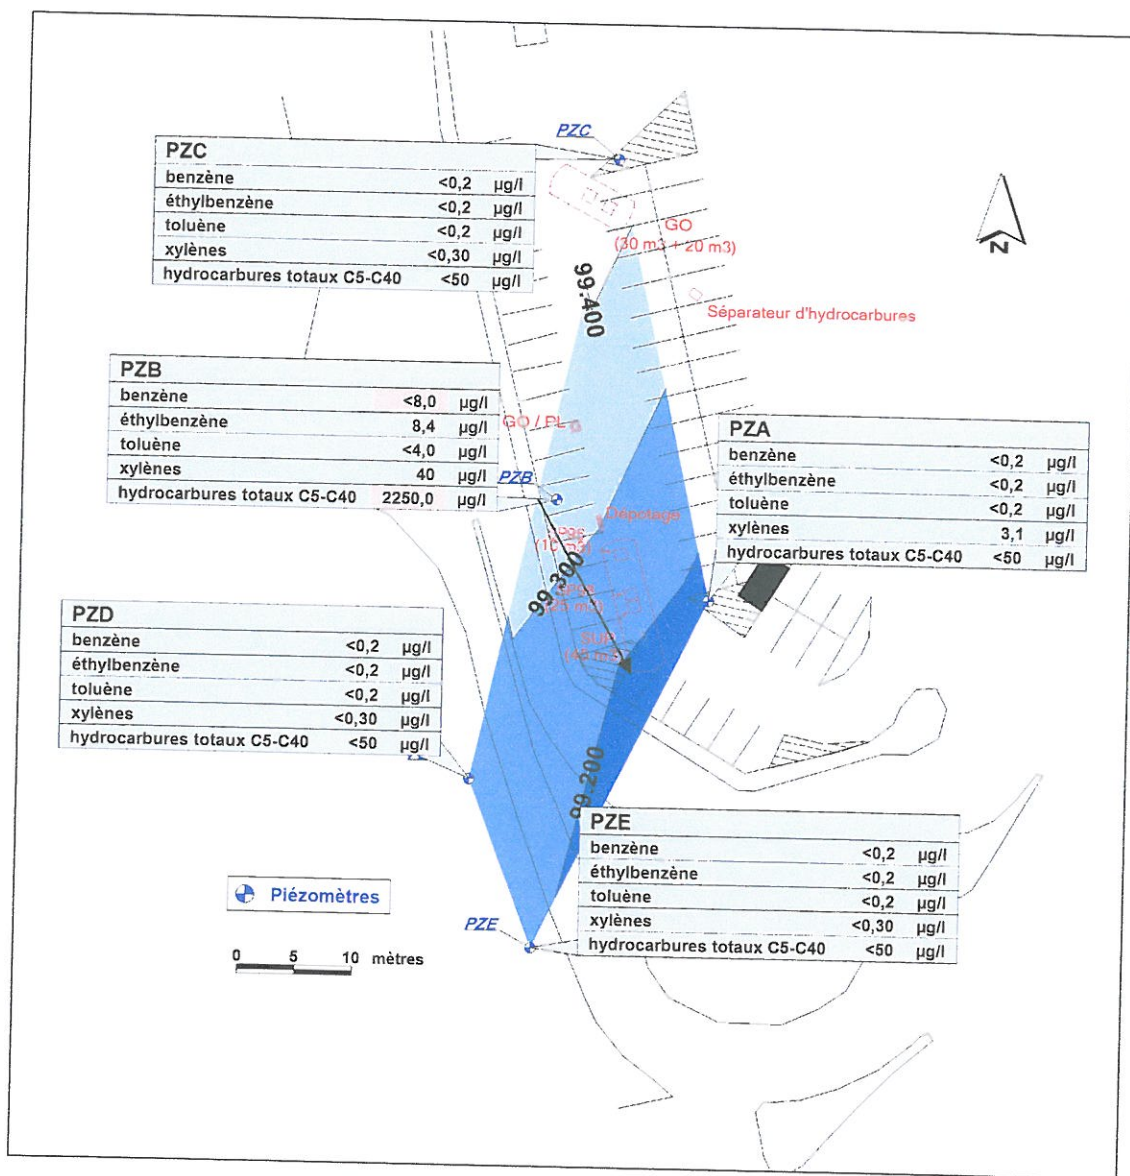 PZC
PZC
benzène <0,2 µg/l
éthylbenzène <0,2 µg/l
toluène <0,2 µg/l
xylènes <0,30 µg/l
hydrocarbures totaux C5-C40 <50 µg/l
N
GO
(30 m3 + 20 m3)
99.400
Séparateur d'hydrocarbures
PZB
benzène <8,0 µg/l
éthylbenzène 8,4 µg/l
toluène <4,0 µg/l
xylènes 40 µg/l
hydrocarbures totaux C5-C40 2250,0 µg/l
GO / PL
PZB
PZA
benzène <0,2 µg/l
éthylbenzène <0,2 µg/l
toluène <0,2 µg/l
xylènes 3,1 µg/l
hydrocarbures totaux C5-C40 <50 µg/l
Dépotage
99.300
SUP
PZD
benzène <0,2 µg/l
éthylbenzène <0,2 µg/l
toluène <0,2 µg/l
xylènes <0,30 µg/l
hydrocarbures totaux C5-C40 <50 µg/l
99.200
PZE
benzène <0,2 µg/l
éthylbenzène <0,2 µg/l
toluène <0,2 µg/l
xylènes <0,30 µg/l
hydrocarbures totaux C5-C40 <50 µg/l
Piézomètres
PZE
0 5 10 mètres